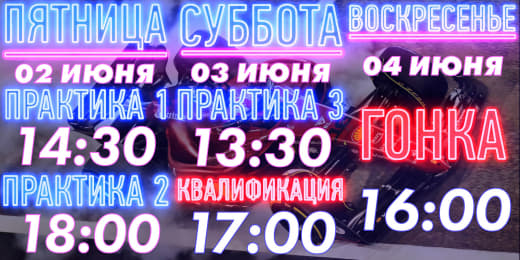 ПЯТНИЦА
02 ИЮНЯ
ПРАКТИКА 1
14:30
ПРАКТИКА 2
18:00
СУББОТА
03 ИЮНЯ
ПРАКТИКА 3
13:30
КВАЛИФИКАЦИЯ
17:00
ВОСКРЕСЕНЬЕ
04 ИЮНЯ
ГОНКА
16:00